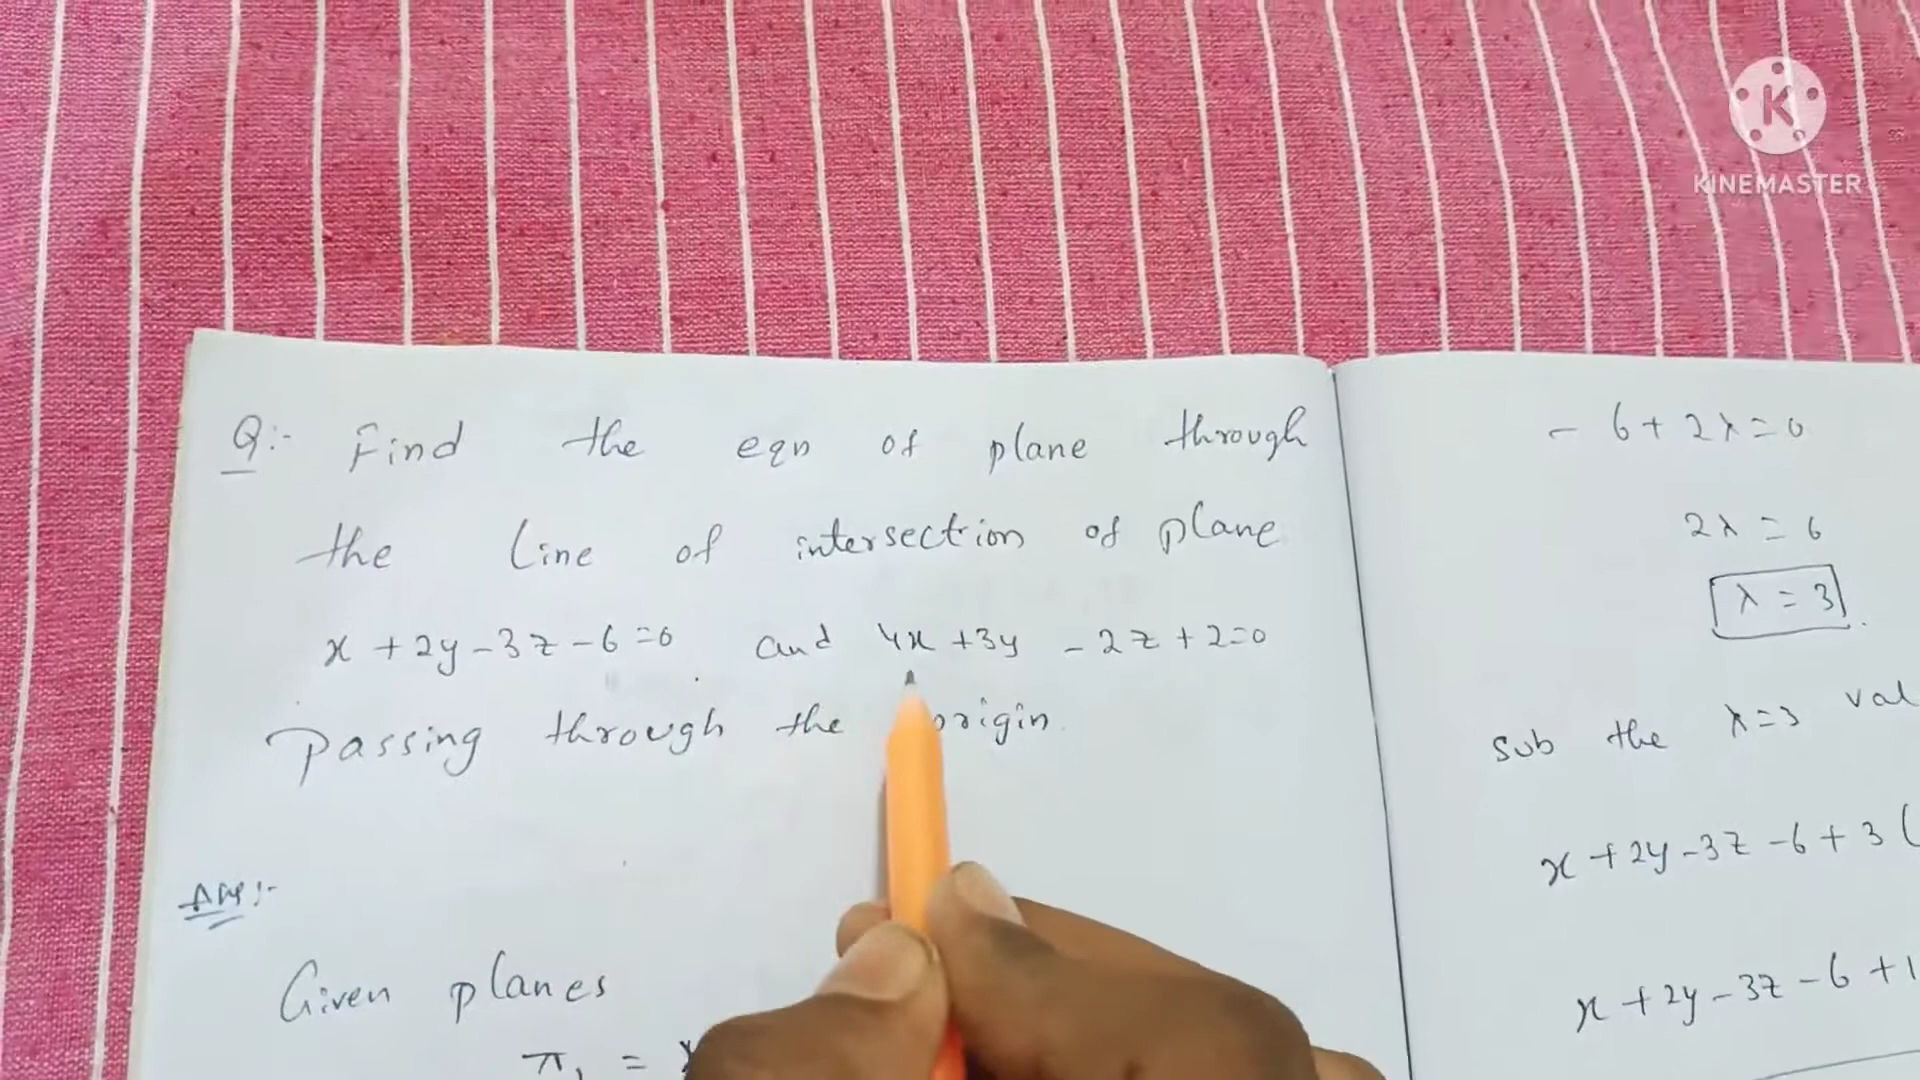 KINEMASTER
Q:- Find the eqn of plane through
the line of intersection of plane
x + 2y - 3z - 6 = 0 and 4x + 3y - 2z + 2 = 0
Passing through the origin.
Ans:-
Given planes
π₁ =
- 6 + 2λ = 0
2λ = 6
λ = 3
Sub the λ = 3 val
x + 2y - 3z - 6 + 3 (
x + 2y - 3z - 6 + 1